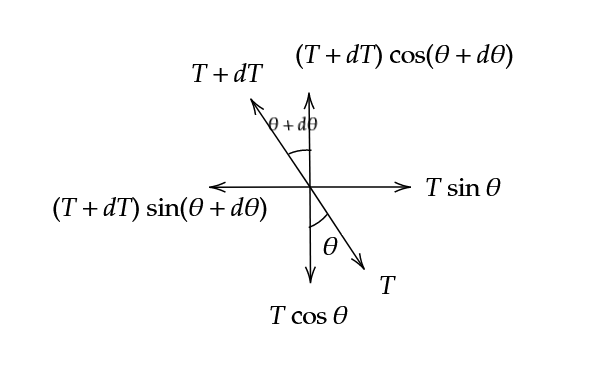 (T + dT) cos(θ + dθ)
T + dT
θ + dθ
T sin θ
(T + dT) sin(θ + dθ)
θ
T
T cos θ